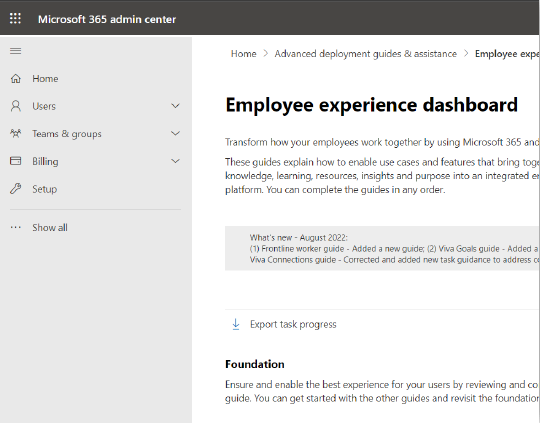 Microsoft 365 admin center
Home
Users
Teams & groups
Billing
Setup
Show all
Home > Advanced deployment guides & assistance > Employee expe
Employee experience dashboard
Transform how your employees work together by using Microsoft 365 and
These guides explain how to enable use cases and features that bring toge
knowledge, learning, resources, insights and purpose into an integrated e
platform. You can complete the guides in any order.
What's new - August 2022:
(1) Frontline worker guide - Added a new guide; (2) Viva Goals guide - Added a
Viva Connections guide - Corrected and added new task guidance to address co
Export task progress
Foundation
Ensure and enable the best experience for your users by reviewing and co
guide. You can get started with the other guides and revisit the foundation